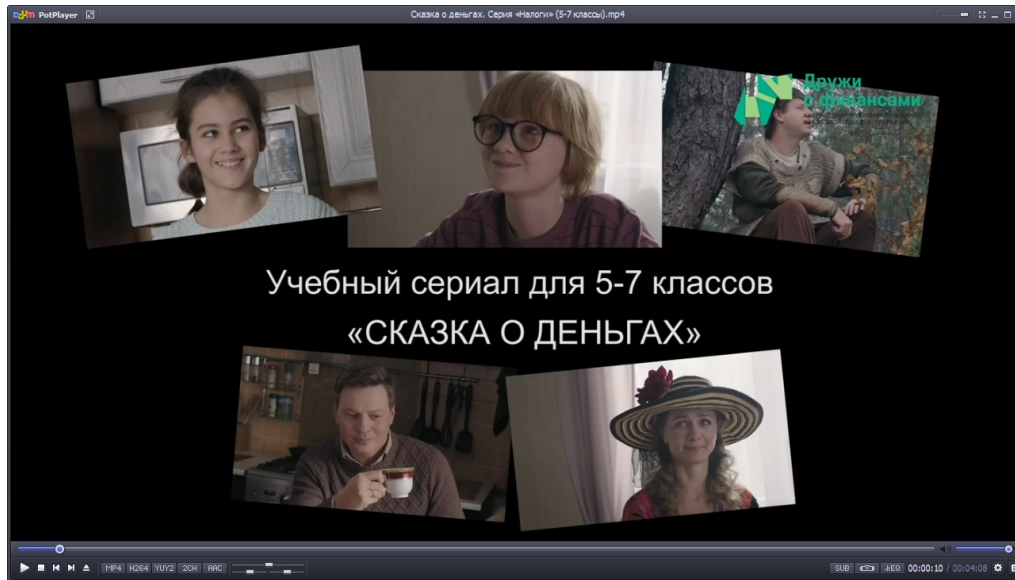 PotPlayer
Сказка о деньгах. Серия «Налоги» (5-7 классы).mp4
Дружи
с финансами
Учебный сериал для 5-7 классов
«СКАЗКА О ДЕНЬГАХ»
MP4 H264 YUY2 2CH AAC
SUB 00:00:10 / 00:04:08